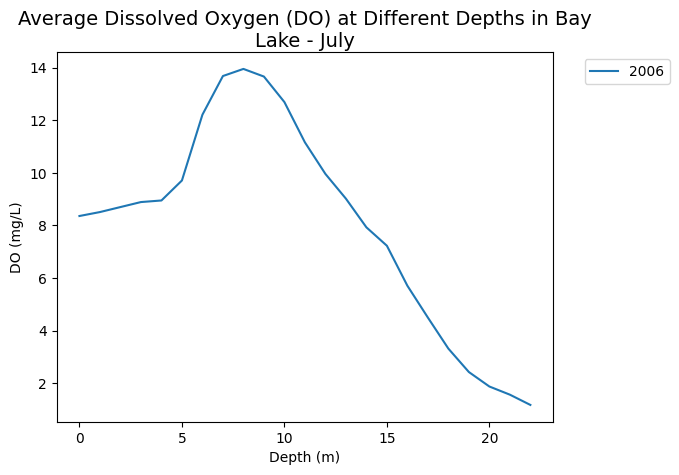 Average Dissolved Oxygen (DO) at Different Depths in Bay
Lake - July
2006
14
12
10
8
6
4
2
DO (mg/L)
0 5 10 15 20
Depth (m)